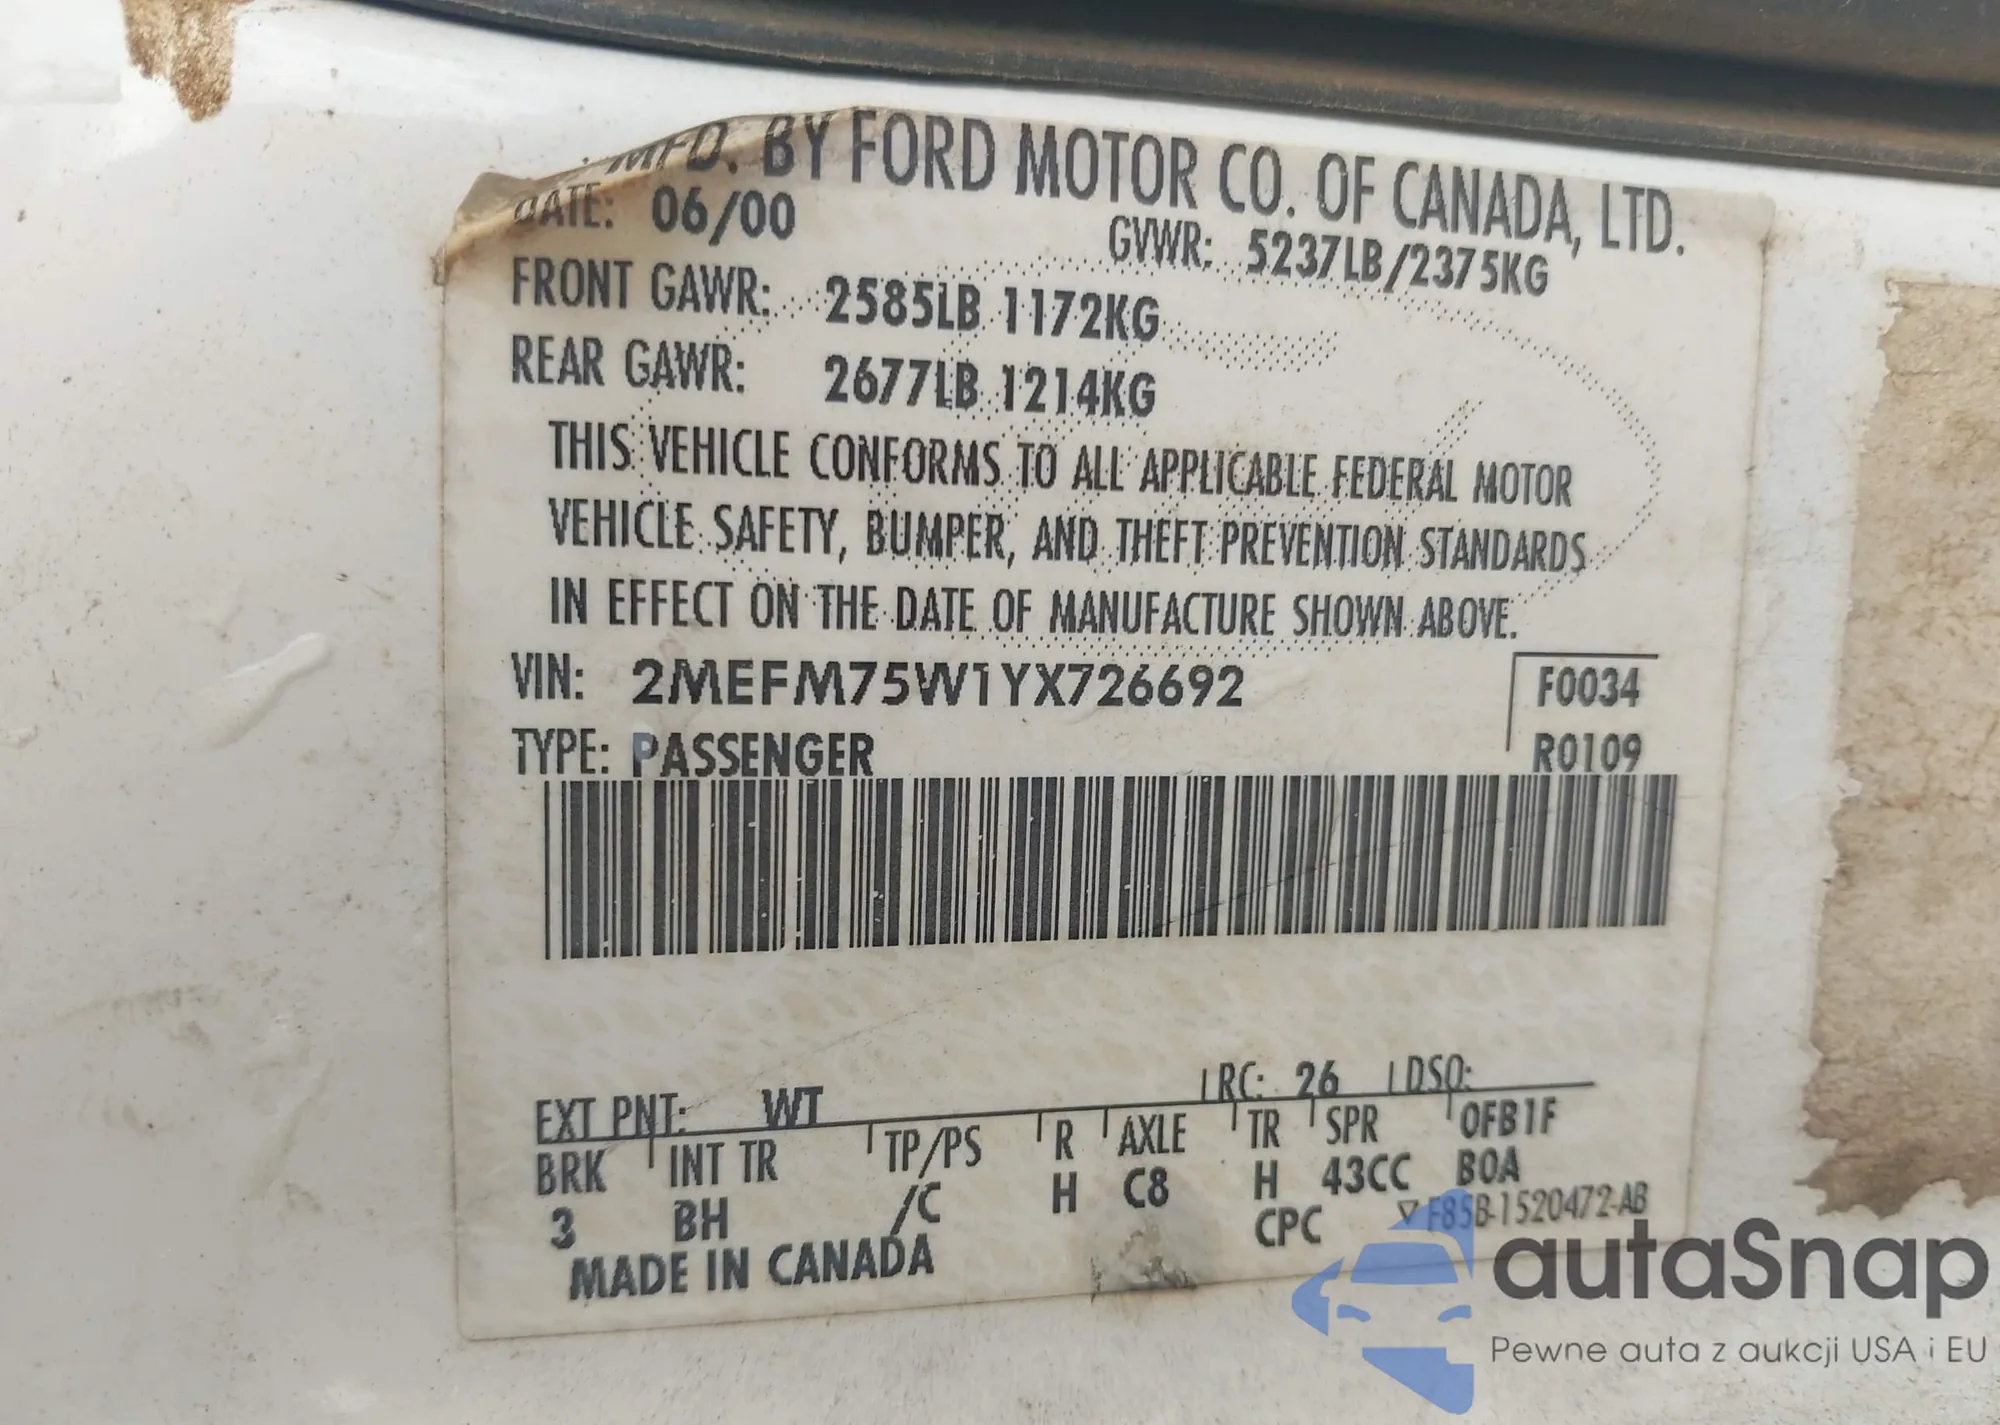 MFD. BY FORD MOTOR CO. OF CANADA, LTD.
DATE: 06/00
GVWR: 5237LB/2375KG
FRONT GAWR: 2585LB 1172KG
REAR GAWR: 2677LB 1214KG
THIS VEHICLE CONFORMS TO ALL APPLICABLE FEDERAL MOTOR
VEHICLE SAFETY, BUMPER, AND THEFT PREVENTION STANDARDS
IN EFFECT ON THE DATE OF MANUFACTURE SHOWN ABOVE.
VIN: 2MEFM75W1YX726692
F0034
TYPE: PASSENGER
R0109
EXT PNT: WT RC: 26 DSO:
BRK INT TR TP/PS R AXLE TR SPR 0FB1F
3 BH /C H C8 H 43CC B0A
CPC ▽ F85B-1520472-AB
MADE IN CANADA
autaSnap
Pewne auta z aukcji USA i EU